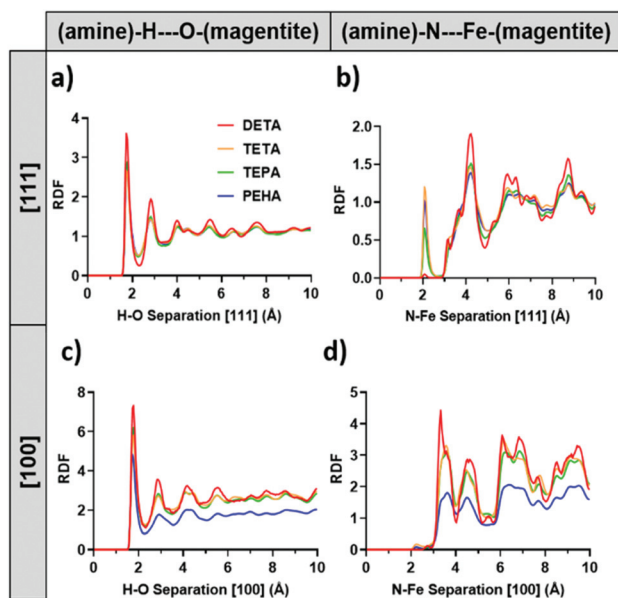 (amine)-H---O-(magentite) (amine)-N---Fe-(magentite)
[111]
a)
RDF
4
3
2
1
0
0 2 4 6 8 10
H-O Separation [111] (Å)
DETA
TETA
TEPA
PEHA
b)
RDF
2.0
1.5
1.0
0.5
0.0
0 2 4 6 8 10
N-Fe Separation [111] (Å)
[100]
c)
RDF
8
6
4
2
0
0 2 4 6 8 10
H-O Separation [100] (Å)
d)
RDF
5
4
3
2
1
0
0 2 4 6 8 10
N-Fe Separation [100] (Å)